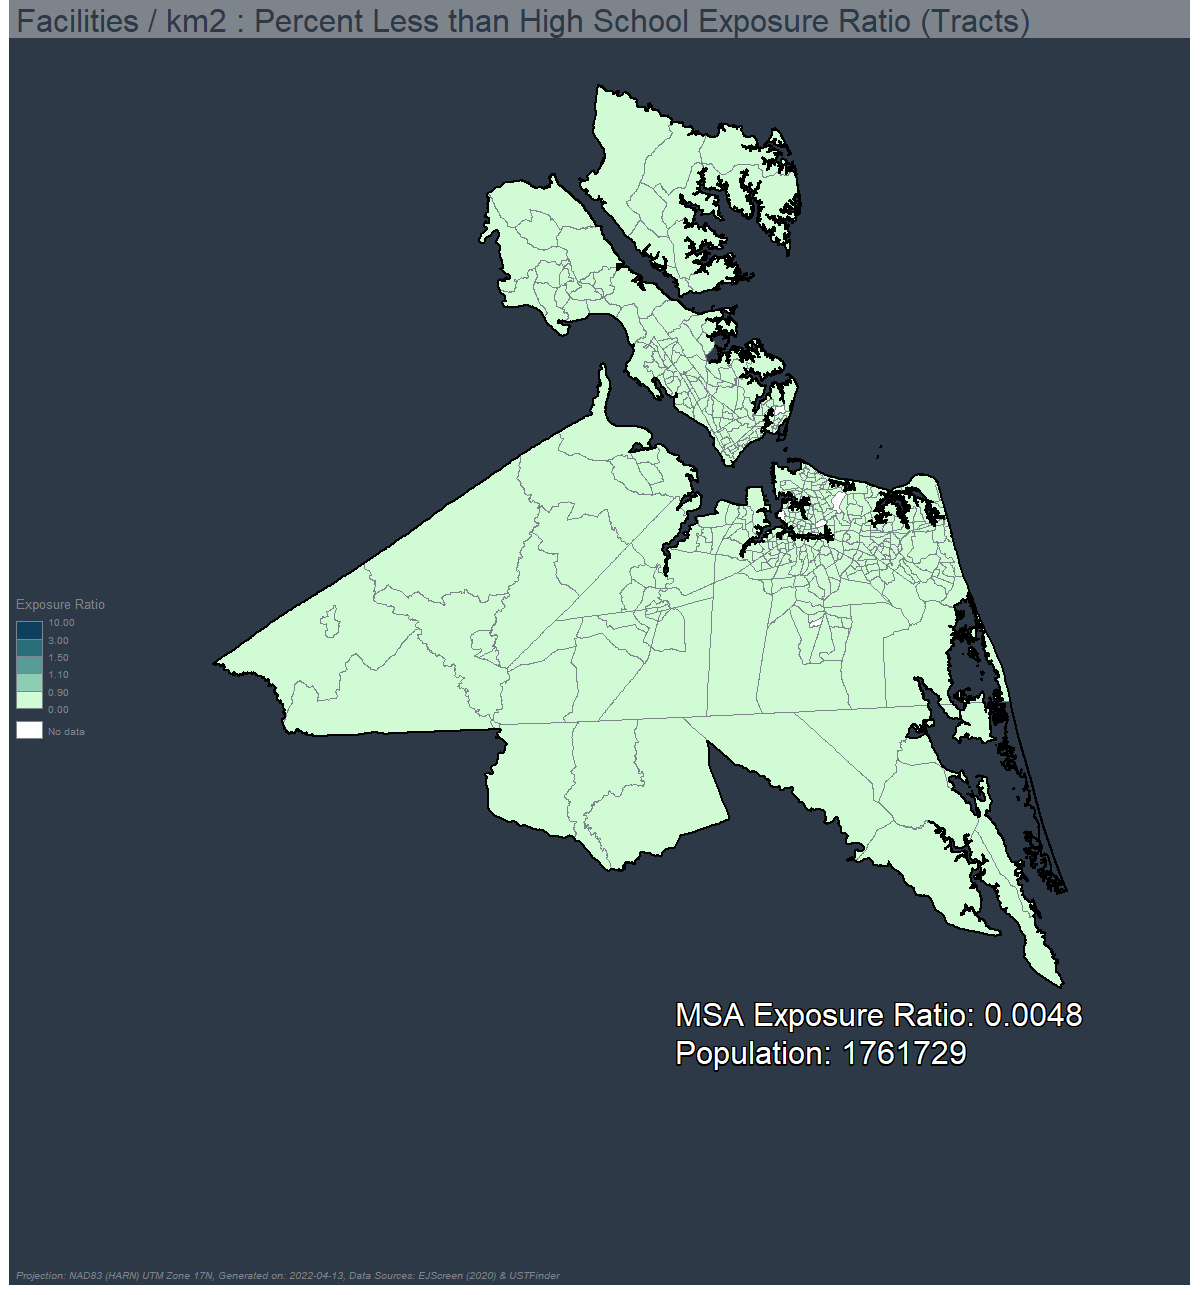 Facilities / km2 : Percent Less than High School Exposure Ratio (Tracts)
Exposure Ratio
10.00
3.00
1.50
1.10
0.90
0.00
No data
MSA Exposure Ratio: 0.0048
Population: 1761729
Projection: NAD83 (HARN) UTM Zone 17N, Generated on: 2022-04-13, Data Sources: EJScreen (2020) & USTFinder